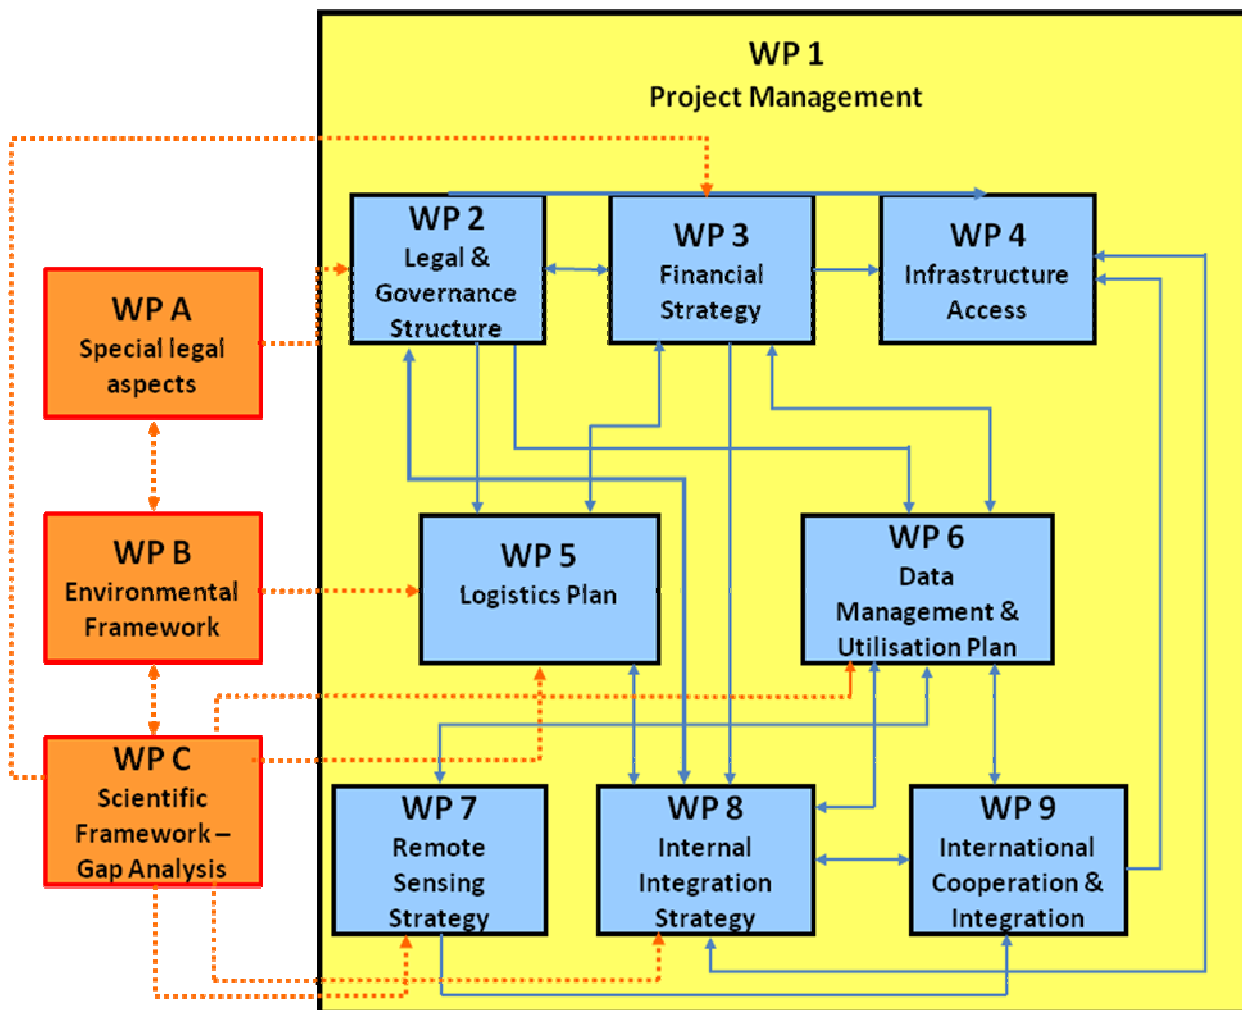 WP 1
Project Management
WP 2
Legal &
Governance
Structure
WP 3
Financial
Strategy
WP 4
Infrastructure
Access
WP A
Special legal
aspects
WP B
Environmental
Framework
WP 5
Logistics Plan
WP 6
Data
Management &
Utilisation Plan
WP C
Scientific
Framework –
Gap Analysis
WP 7
Remote
Sensing
Strategy
WP 8
Internal
Integration
Strategy
WP 9
International
Cooperation &
Integration